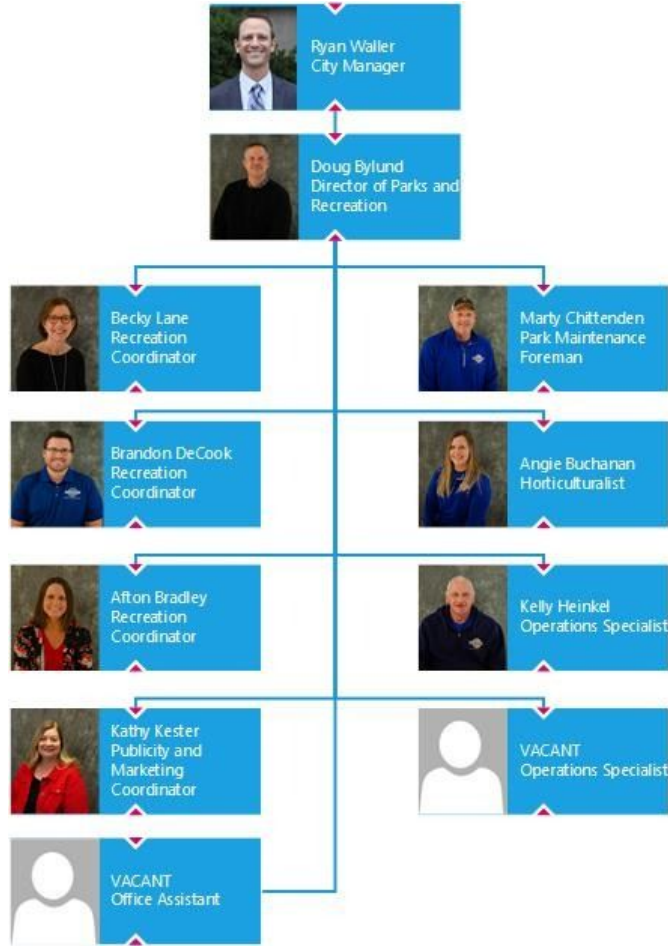 Ryan Waller
City Manager
Doug Bylund
Director of Parks and
Recreation
Becky Lane
Recreation
Coordinator
Marty Chittenden
Park Maintenance
Foreman
Brandon DeCook
Recreation
Coordinator
Angie Buchanan
Horticulturalist
Afton Bradley
Recreation
Coordinator
Kelly Heinkel
Operations Specialist
Kathy Kester
Publicity and
Marketing
Coordinator
VACANT
Operations Specialist
VACANT
Office Assistant